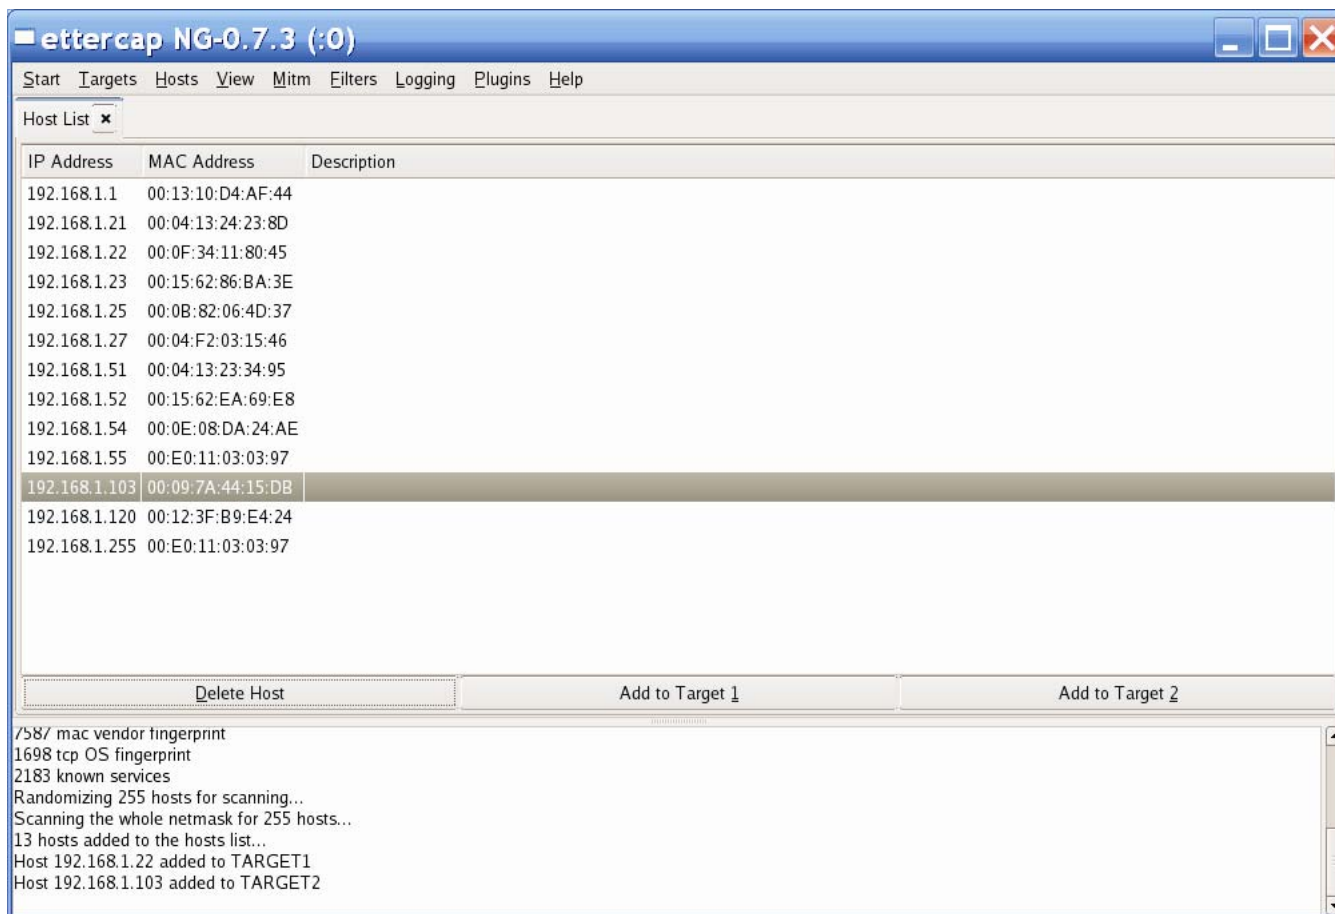 ettercap NG-0.7.3 (:0)
Start Targets Hosts View Mitm Filters Logging Plugins Help
Host List
IP Address MAC Address Description
192.168.1.1 00:13:10:D4:AF:44
192.168.1.21 00:04:13:24:23:8D
192.168.1.22 00:0F:34:11:80:45
192.168.1.23 00:15:62:86:BA:3E
192.168.1.25 00:0B:82:06:4D:37
192.168.1.27 00:04:F2:03:15:46
192.168.1.51 00:04:13:23:34:95
192.168.1.52 00:15:62:EA:69:E8
192.168.1.54 00:0E:08:DA:24:AE
192.168.1.55 00:E0:11:03:03:97
192.168.1.103 00:09:7A:44:15:DB
192.168.1.120 00:12:3F:B9:E4:24
192.168.1.255 00:E0:11:03:03:97
Delete Host Add to Target 1 Add to Target 2
7587 mac vendor fingerprint
1698 tcp OS fingerprint
2183 known services
Randomizing 255 hosts for scanning...
Scanning the whole netmask for 255 hosts...
13 hosts added to the hosts list...
Host 192.168.1.22 added to TARGET1
Host 192.168.1.103 added to TARGET2